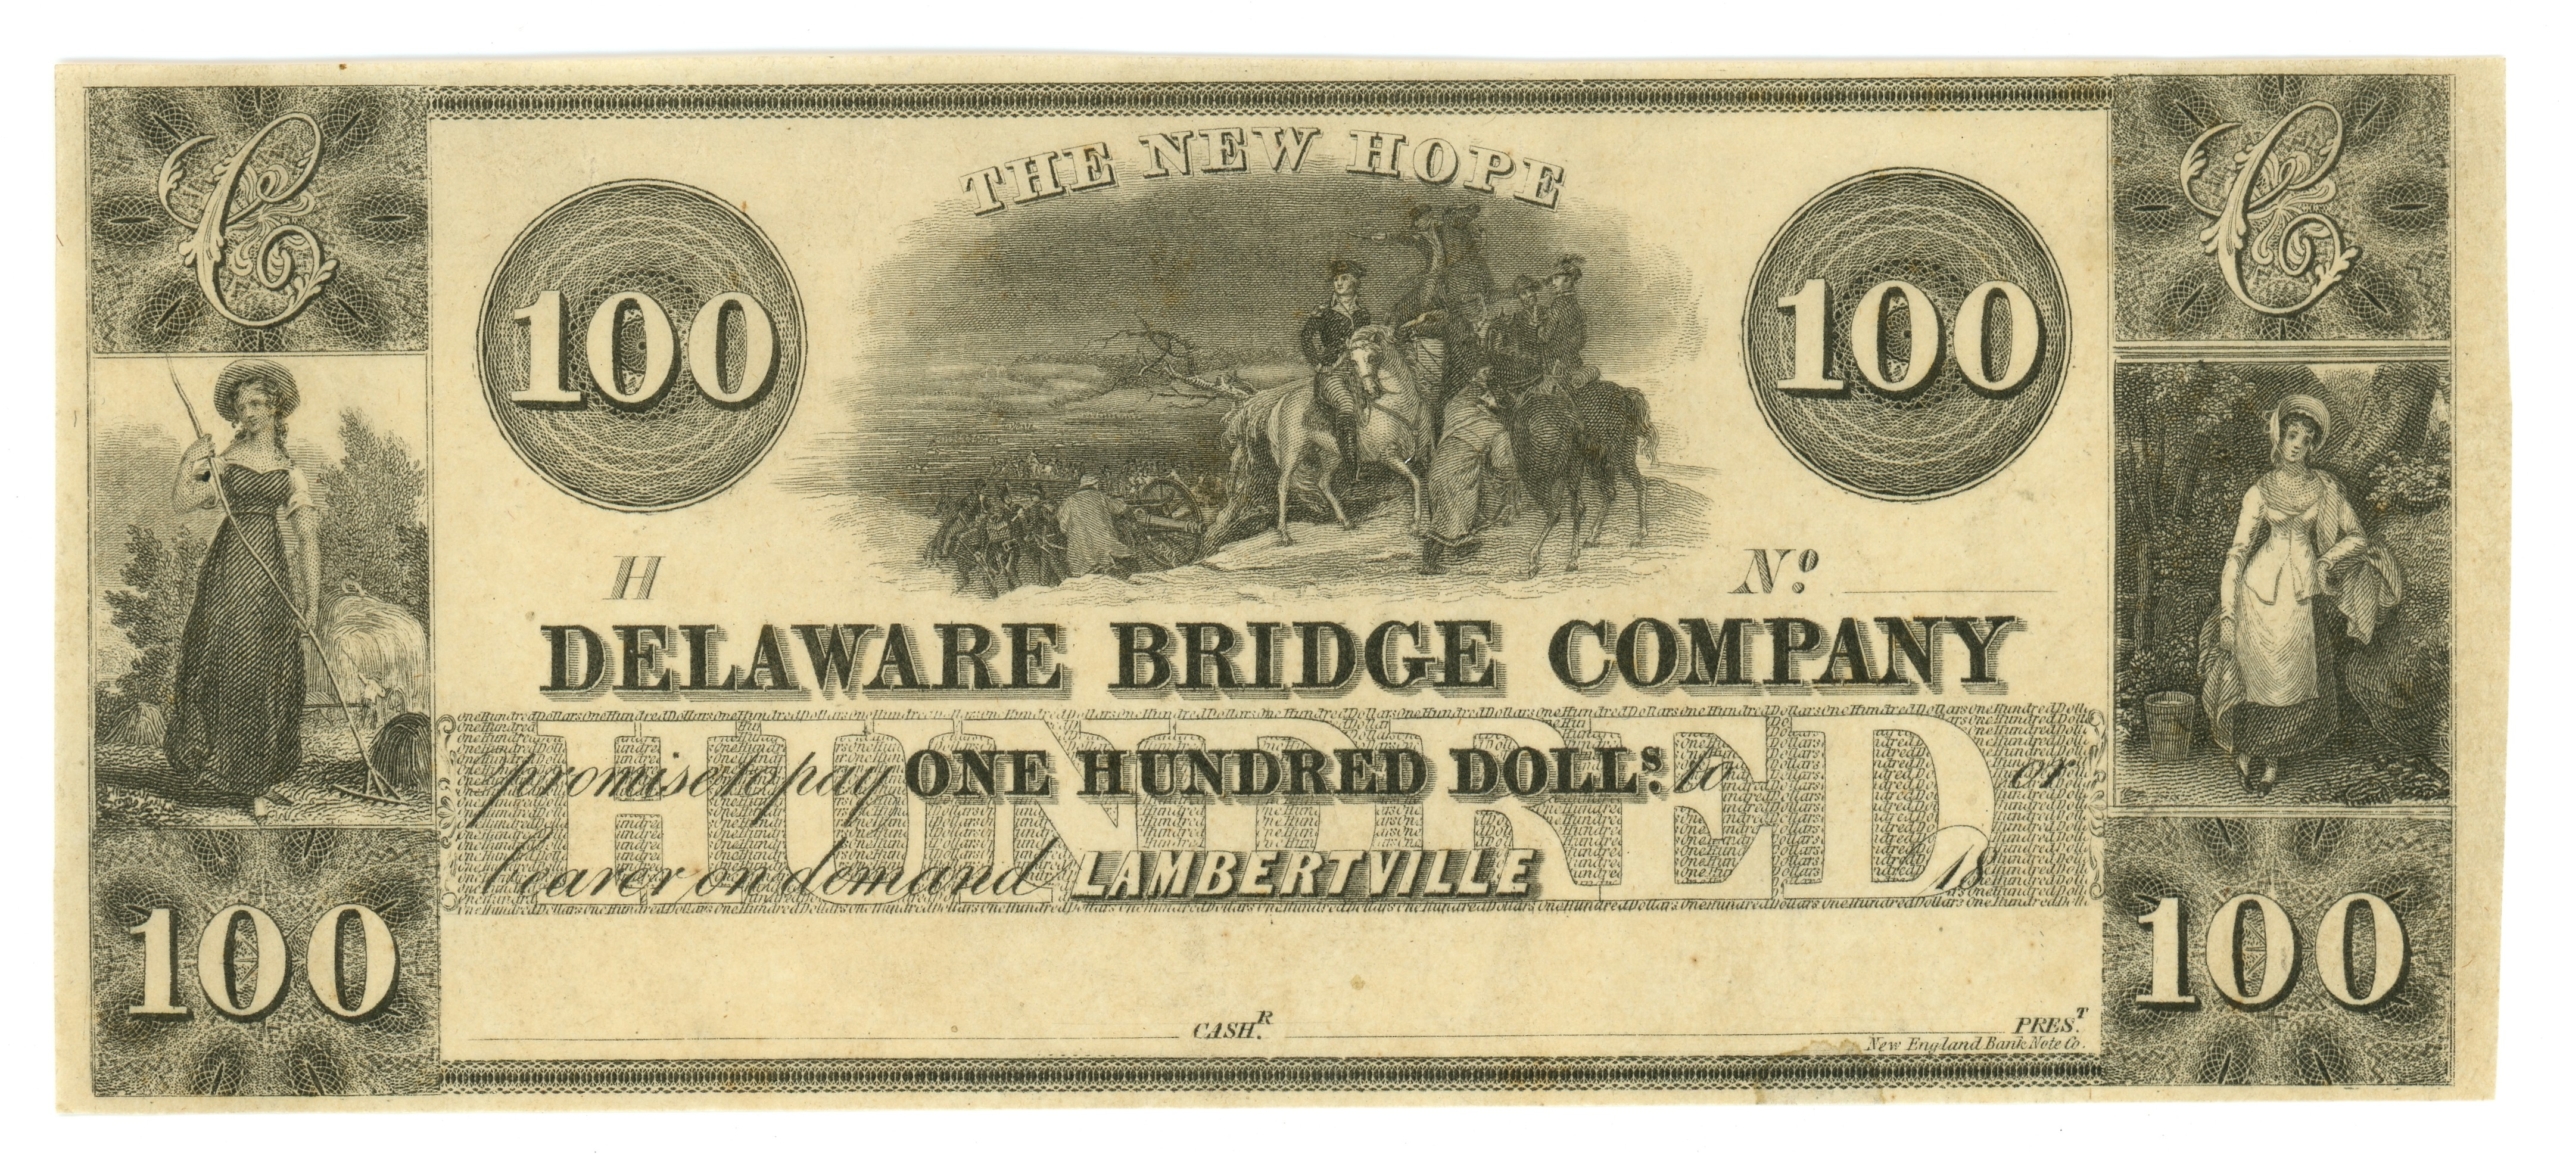 C
C
THE NEW HOPE
100
100
H
Nº
DELAWARE BRIDGE COMPANY
HUNDRED
promise to pay ONE HUNDRED DOLLS. to or
bearer on demand LAMBERTVILLE 18
100
100
CASHR.
PREST.
New England Bank Note Co.